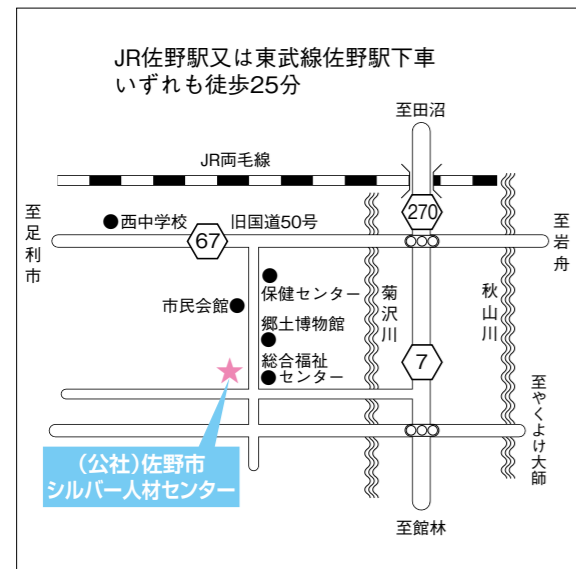 JR佐野駅又は東武線佐野駅下車
いずれも徒歩25分
至田沼
JR両毛線
270
至足利市
西中学校
旧国道50号
67
至岩舟
保健センター
市民会館
菊沢川
秋山川
郷土博物館
7
総合福祉
センター
至やくよけ大師
(公社)佐野市
シルバー人材センター
至館林